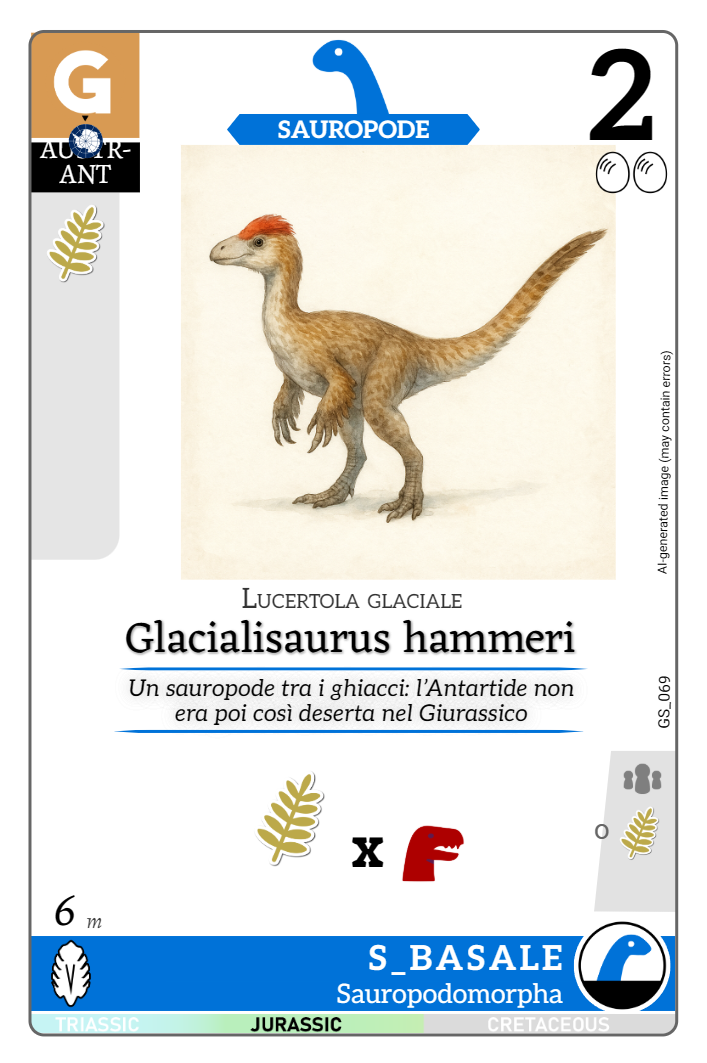 G
AUSTR-
ANT
SAUROPODE
2
AI-generated image (may contain errors)
LUCERTOLA GLACIALE
Glacialisaurus hammeri
Un sauropode tra i ghiacci: l'Antartide non
era poi così deserta nel Giurassico
GS_069
x
o
6 m
V
S_BASALE
Sauropodomorpha
TRIASSIC JURASSIC CRETACEOUS